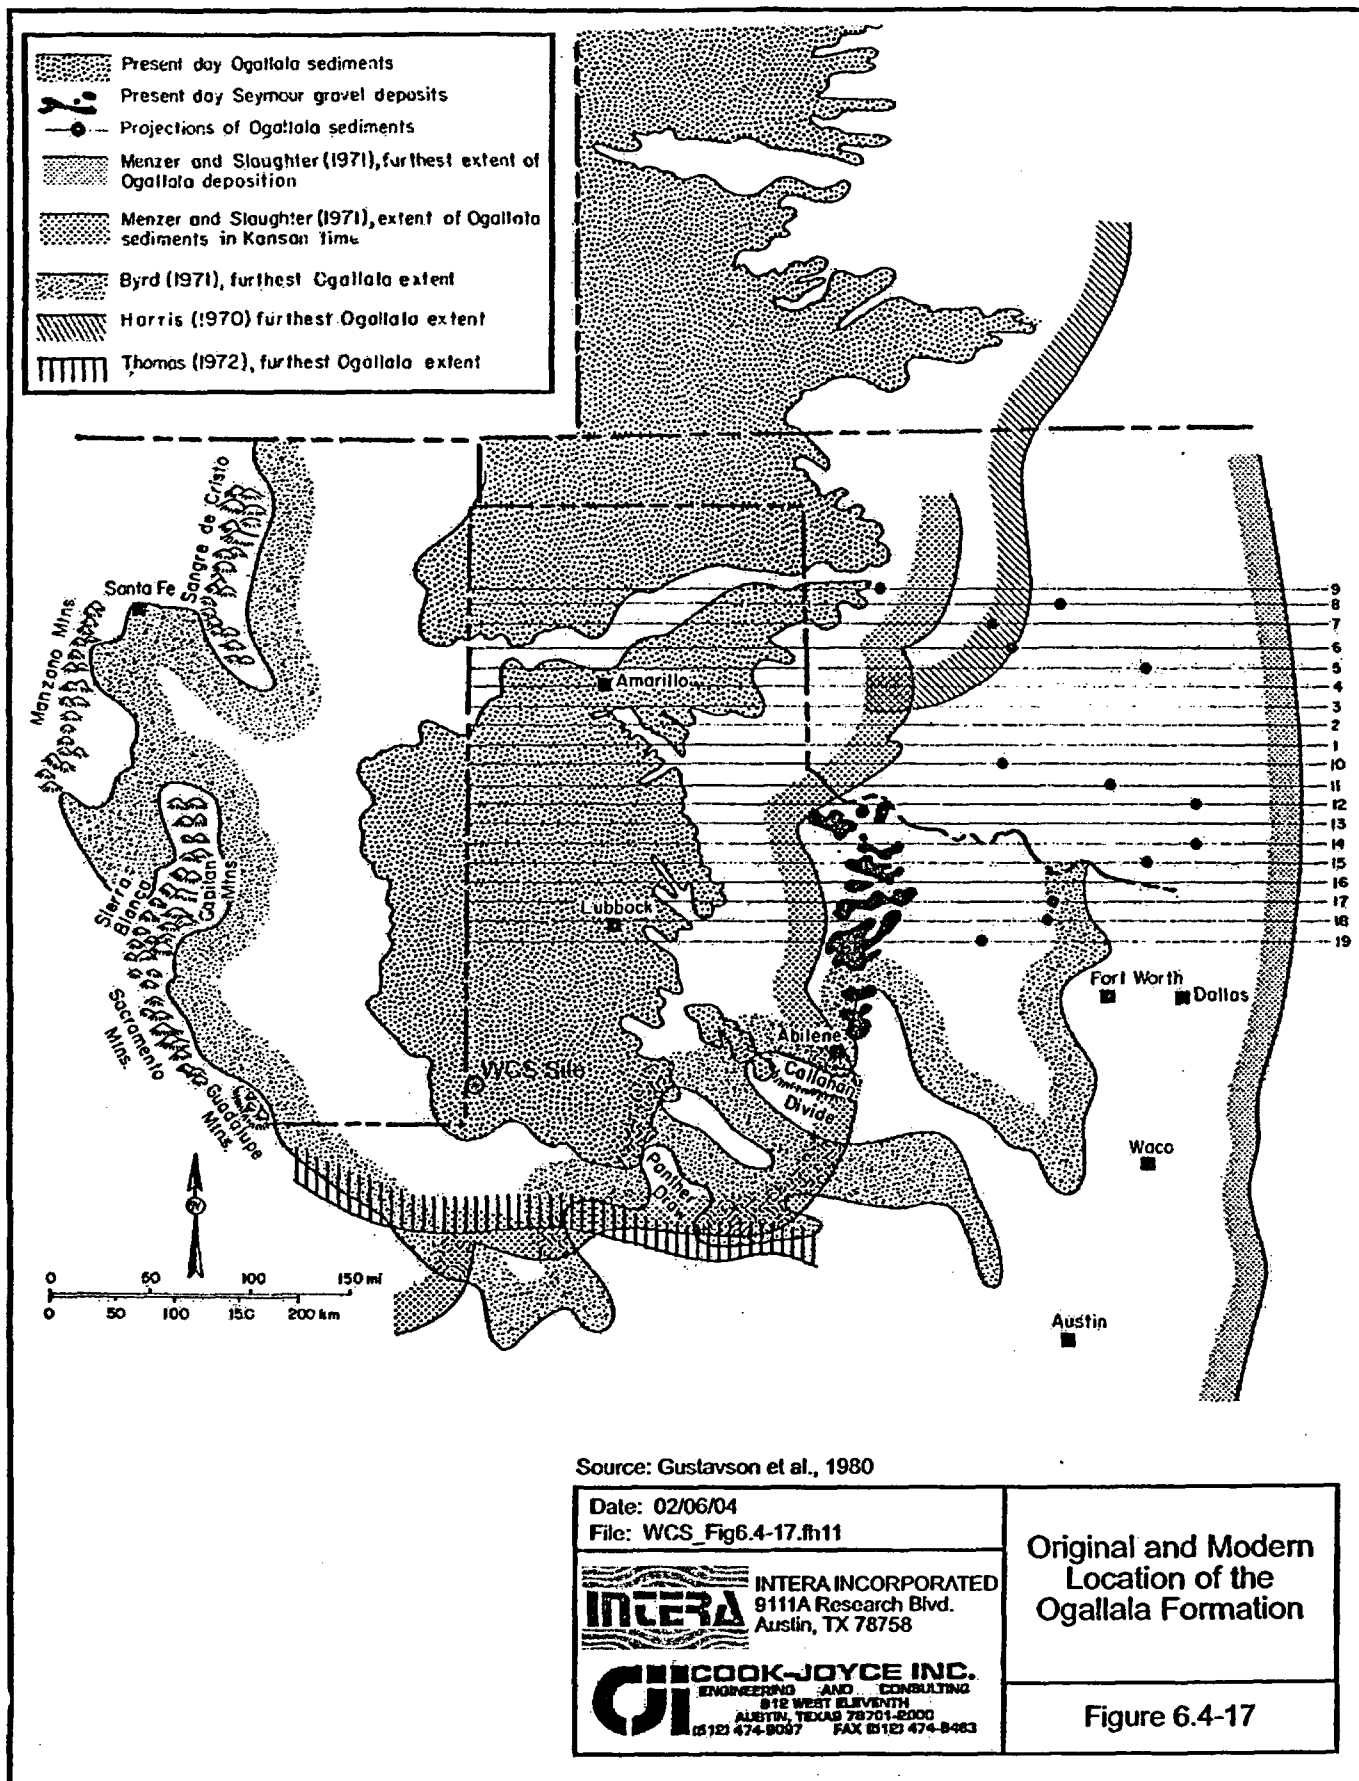 Present day Ogallala sediments
Present day Seymour gravel deposits
Projections of Ogallala sediments
Menzer and Slaughter (1971), furthest extent of
Ogallala deposition
Menzer and Slaughter (1971), extent of Ogallala
sediments in Kansan Time
Byrd (1971), furthest Ogallala extent
Harris (1970) furthest Ogallala extent
Thomas (1972), furthest Ogallala extent
Sangre de Cristo
Santa Fe
Manzano Mtns.
Amarillo
9
8
7
6
5
4
3
2
1
10
11
12
13
14
15
16
17
18
19
Sierra
Blanca
Capitan
Mtns
Lubbock
Fort Worth
Dallas
Sacramento
Mtns.
Abilene
WCS Site
Callahan
Divide
Guadalupe
Mtns.
Waco
Panther
Draw
N
0 50 100 150 mi
0 50 100 150 200 km
Austin
Source: Gustavson et al., 1980
Date: 02/06/04
File: WCS_Fig6.4-17.fh11
INTERA
INTERA INCORPORATED
9111A Research Blvd.
Austin, TX 78758
COOK-JOYCE INC.
ENGINEERING AND CONSULTING
812 WEST ELEVENTH
AUSTIN, TEXAS 78701-2000
(512) 474-9097 FAX (512) 474-8463
Original and Modern
Location of the
Ogallala Formation
Figure 6.4-17